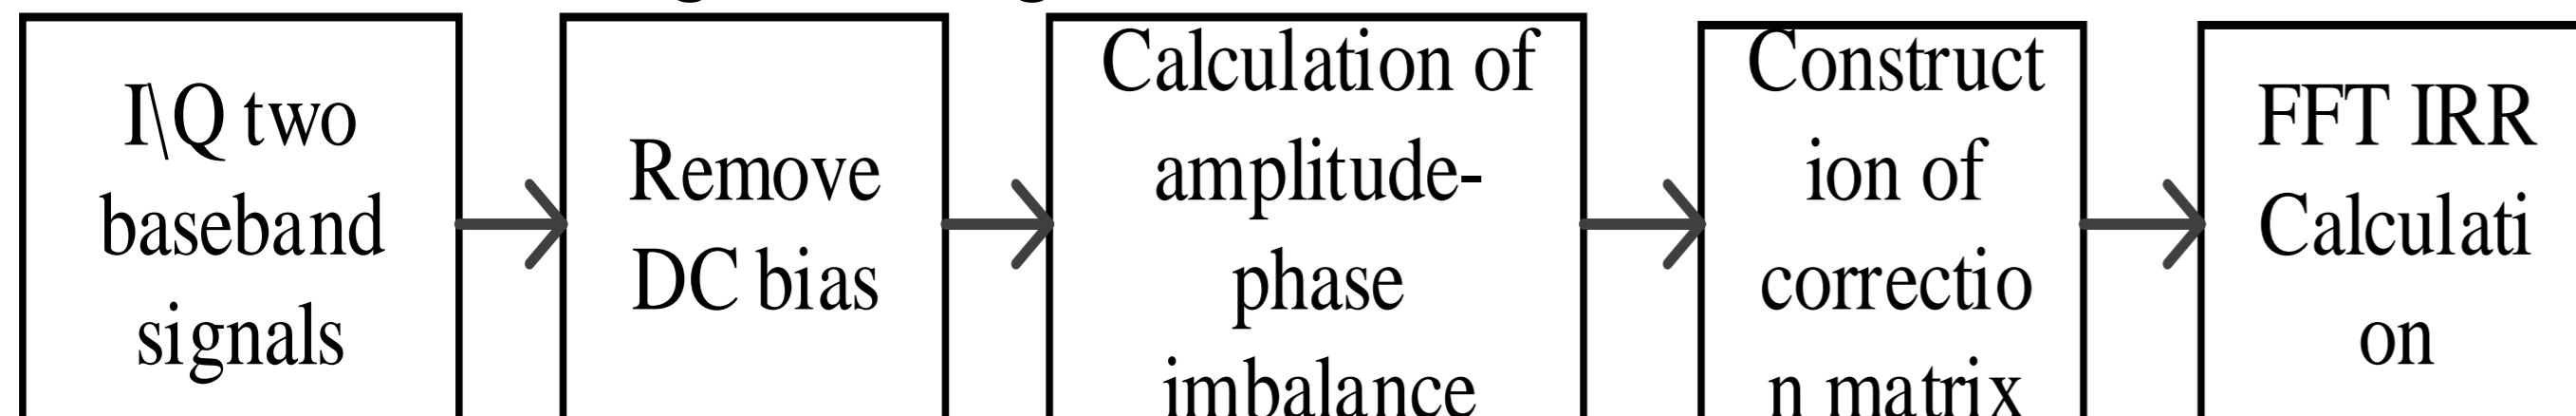 I\Q two
baseband
signals
Remove
DC bias
Calculation of
amplitude-
phase
imbalance
Construct
ion of
correctio
n matrix
FFT IRR
Calculati
on